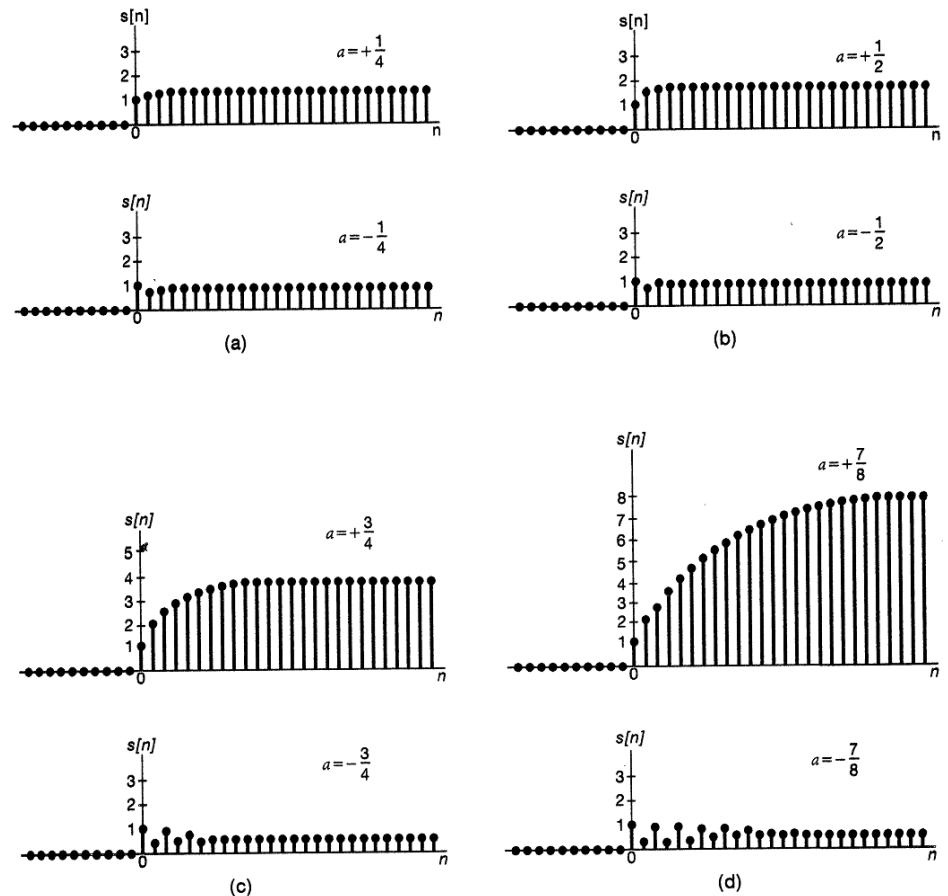 s[n]
a=+1/4
3
2
1
0
n
s[n]
a=-1/4
3
2
1
0
n
(a)
s[n]
a=+1/2
3
2
1
0
n
s[n]
a=-1/2
3
2
1
0
n
(b)
s[n]
a=+3/4
5
4
3
2
1
0
n
s[n]
a=-3/4
3
2
1
0
n
(c)
s[n]
a=+7/8
8
7
6
5
4
3
2
1
0
n
s[n]
a=-7/8
3
2
1
0
n
(d)